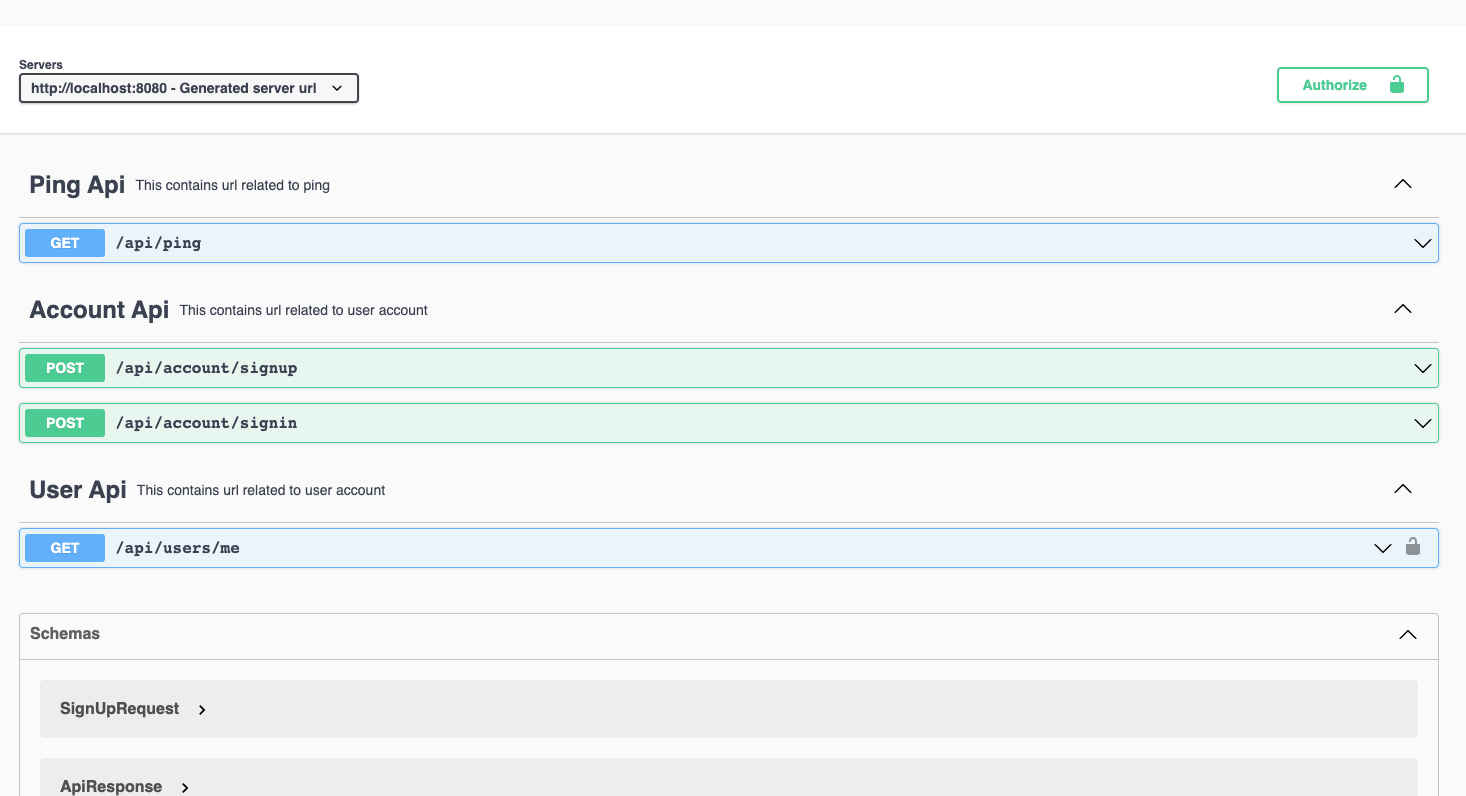 Servers
http://localhost:8080 - Generated server url
Authorize
Ping Api This contains url related to ping
GET /api/ping
Account Api This contains url related to user account
POST /api/account/signup
POST /api/account/signin
User Api This contains url related to user account
GET /api/users/me
Schemas
SignUpRequest
ApiResponse